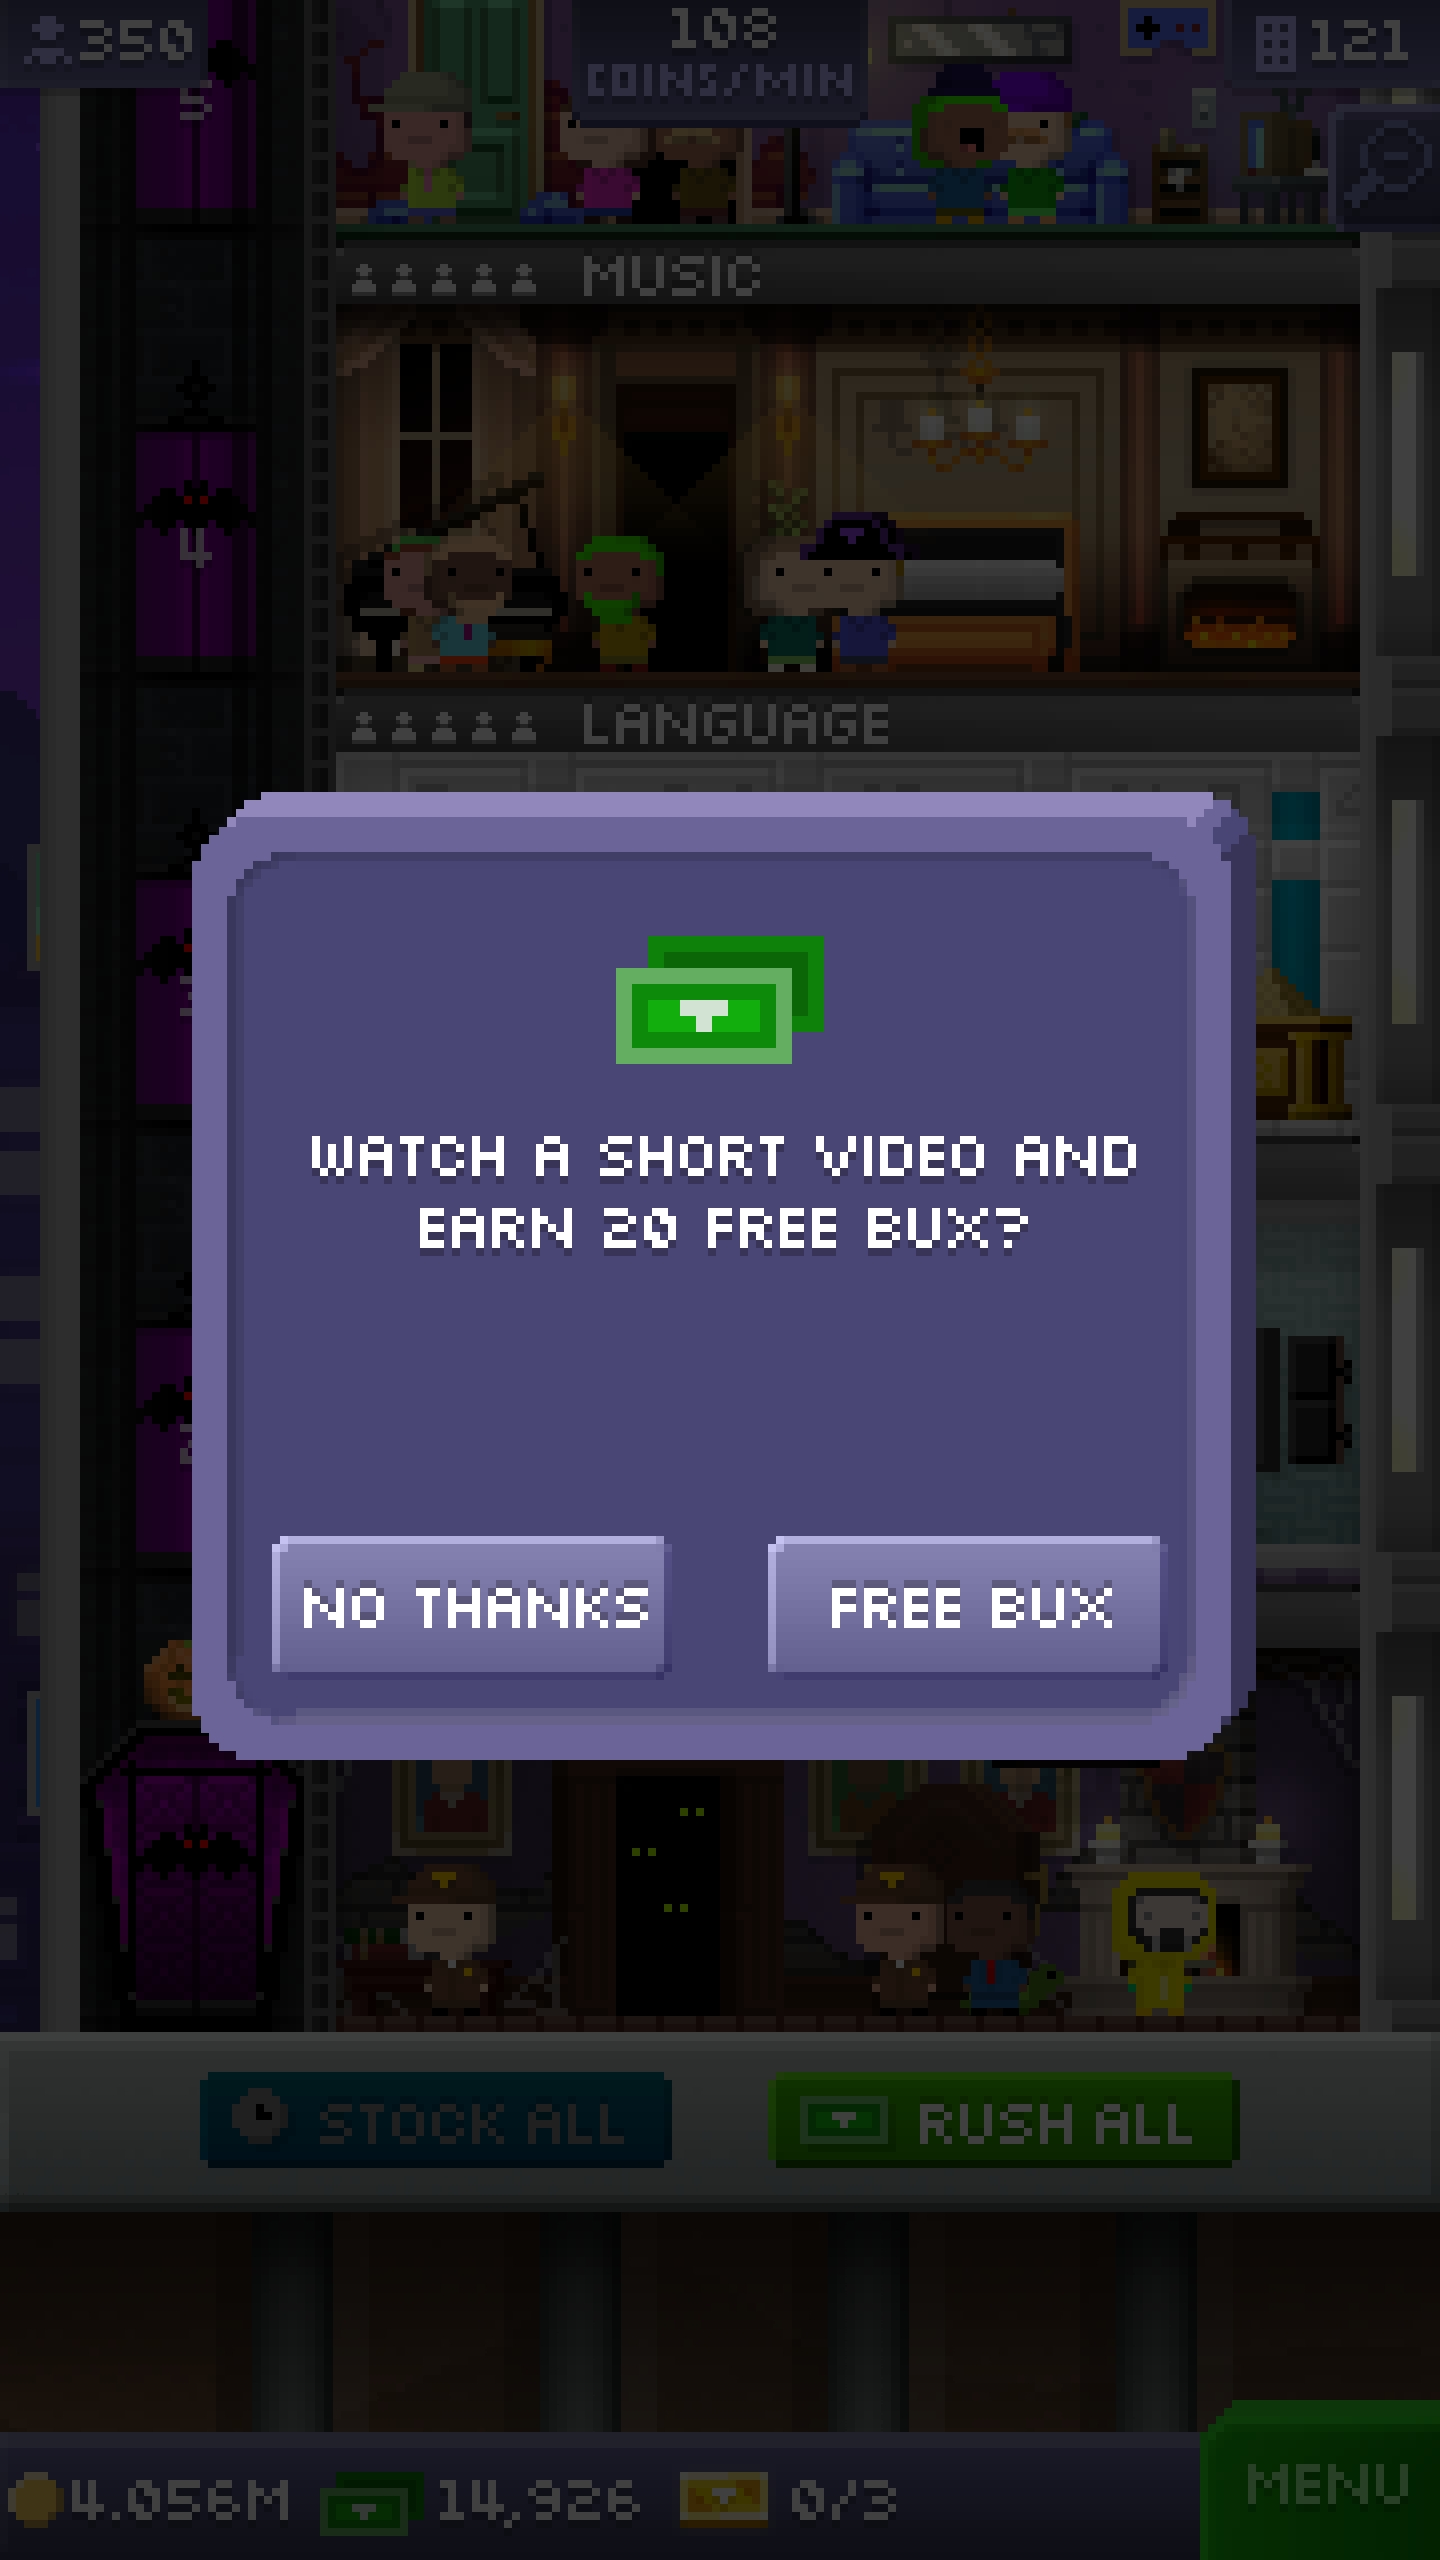 350
108
COINS/MIN
121
5
MUSIC
4
LANGUAGE
WATCH A SHORT VIDEO AND
EARN 20 FREE BUX?
NO THANKS
FREE BUX
STOCK ALL
RUSH ALL
4.056M
14,926
0/3
MENU